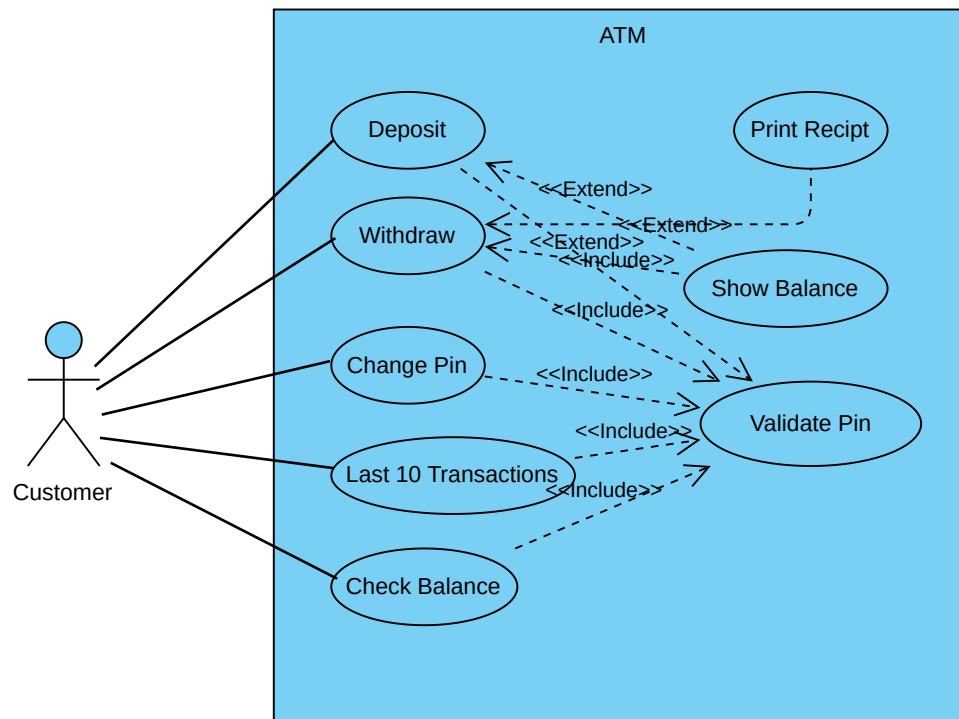 ATM
Deposit
Print Recipt
<<Extend>>
<<Extend>>
Withdraw
<<Extend>>
<<Include>>
Show Balance
<<Include>>
Change Pin
<<Include>>
Validate Pin
<<Include>>
Last 10 Transactions
<<Include>>
Customer
Check Balance